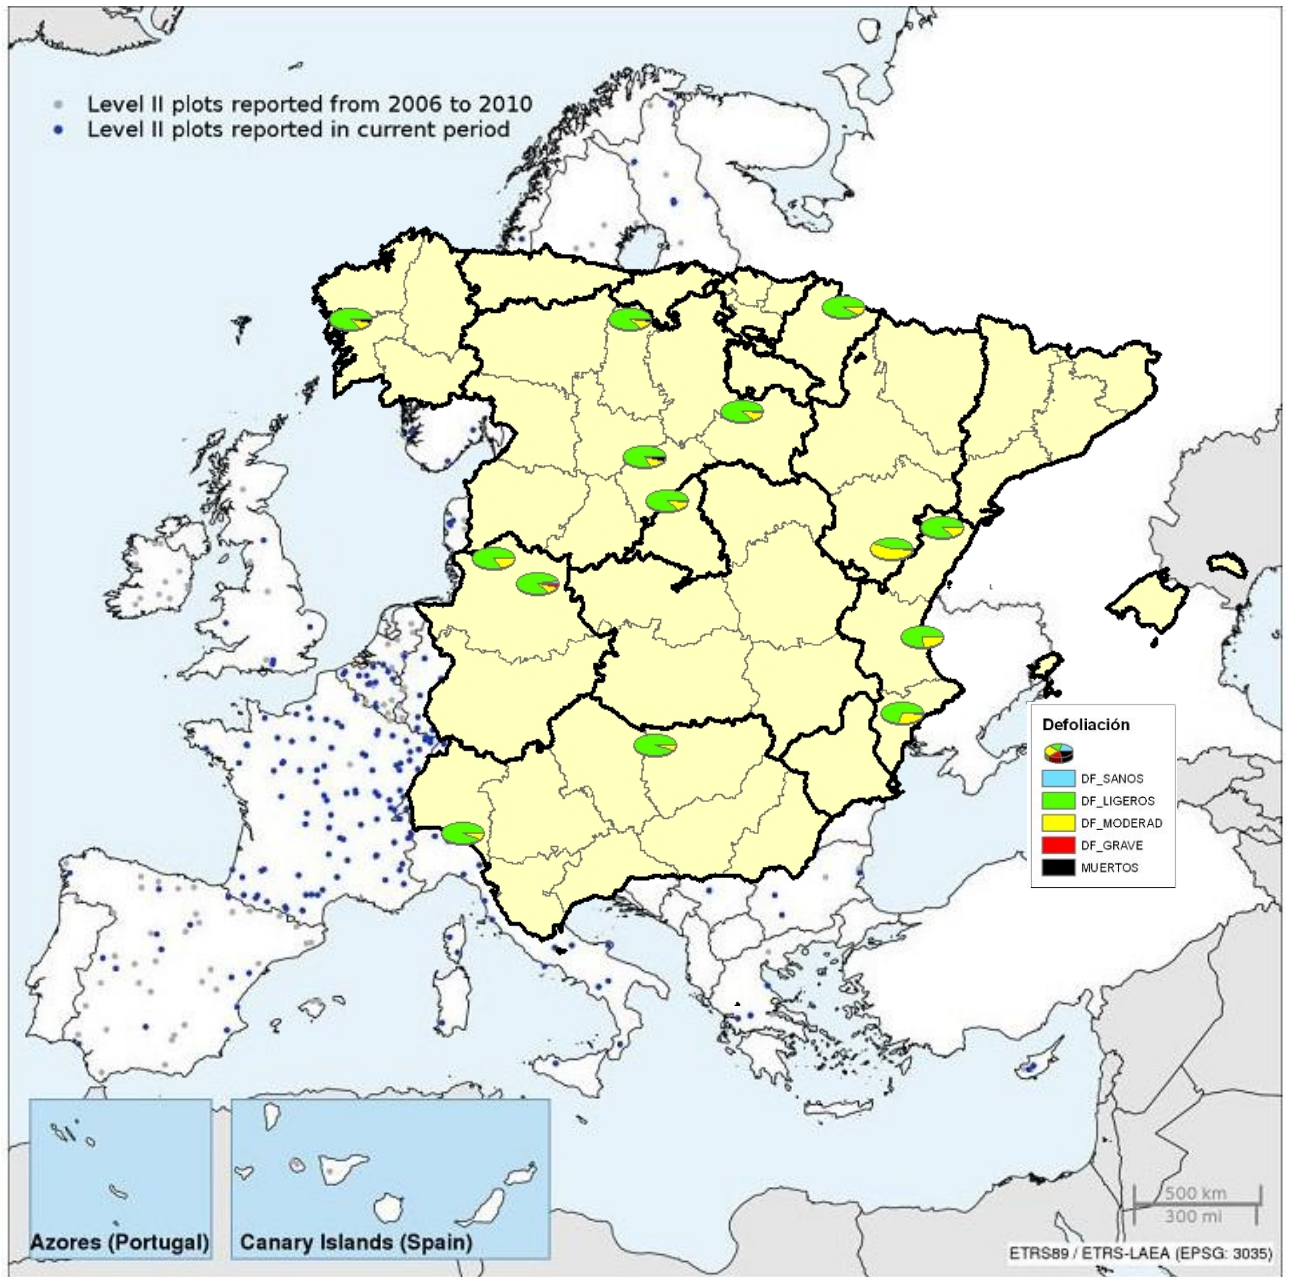 Level II plots reported from 2006 to 2010
Level II plots reported in current period
Defoliación
DF_SANOS
DF_LIGEROS
DF_MODERAD
DF_GRAVE
MUERTOS
Azores (Portugal)
Canary Islands (Spain)
500 km
300 mi
ETRS89 / ETRS-LAEA (EPSG: 3035)